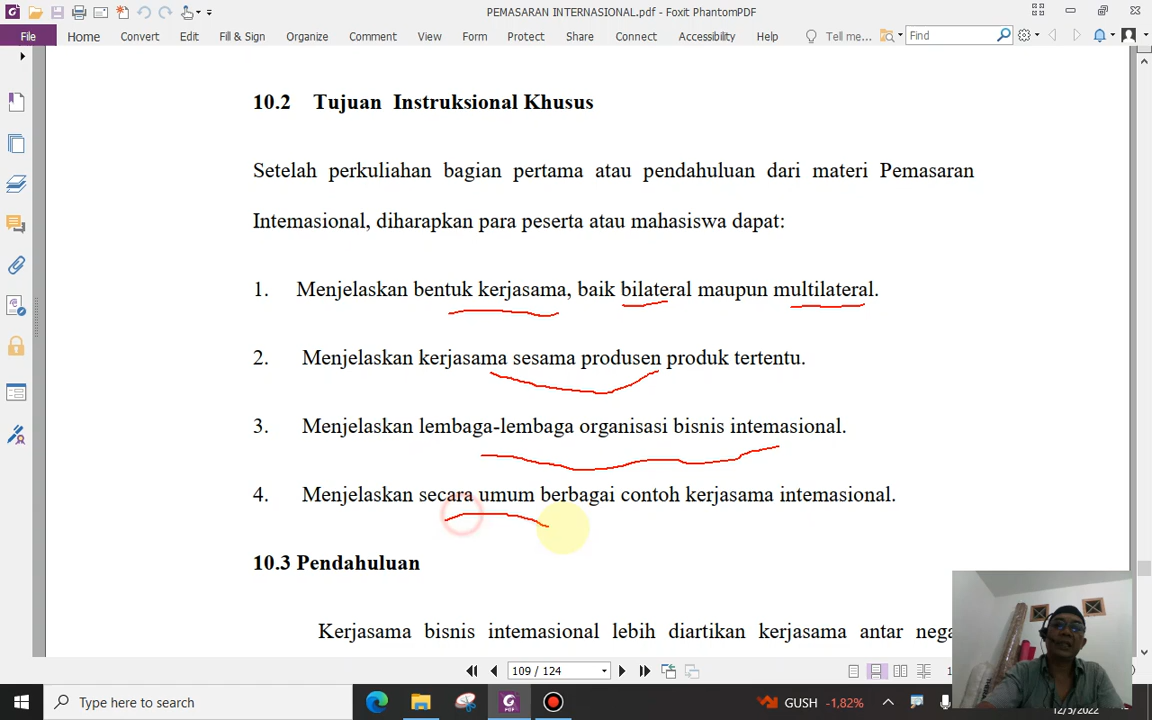 PEMASARAN INTERNASIONAL.pdf - Foxit PhantomPDF
File Home Convert Edit Fill & Sign Organize Comment View Form Protect Share Connect Accessibility Help Tell me... Find
10.2 Tujuan Instruksional Khusus
Setelah perkuliahan bagian pertama atau pendahuluan dari materi Pemasaran
Intemasional, diharapkan para peserta atau mahasiswa dapat:
1. Menjelaskan bentuk kerjasama, baik bilateral maupun multilateral.
2. Menjelaskan kerjasama sesama produsen produk tertentu.
3. Menjelaskan lembaga-lembaga organisasi bisnis intemasional.
4. Menjelaskan secara umum berbagai contoh kerjasama intemasional.
10.3 Pendahuluan
Kerjasama bisnis intemasional lebih diartikan kerjasama antar nega
109 / 124
Type here to search
GUSH -1,82%
12/5/2022